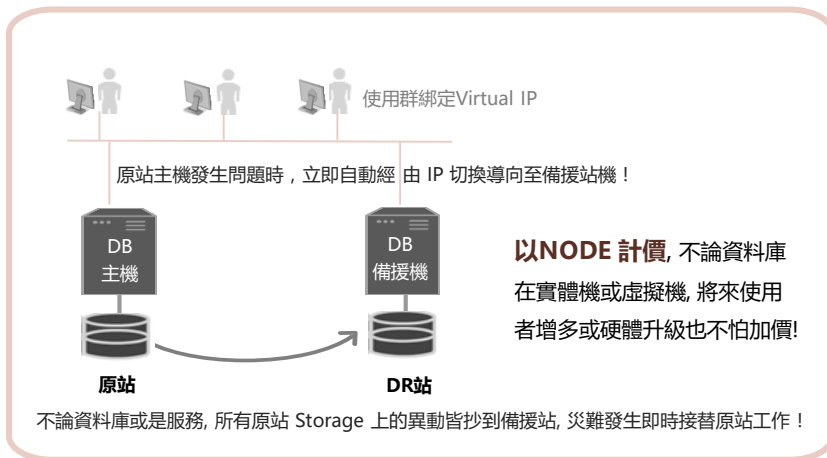 使用群綁定Virtual IP
原站主機發生問題時，立即自動經 由 IP 切換導向至備援站機！
DB
主機
DB
備援機
以NODE 計價, 不論資料庫
在實體機或虛擬機, 將來使用
者增多或硬體升級也不怕加價!
原站
DR站
不論資料庫或是服務, 所有原站 Storage 上的異動皆抄到備援站, 災難發生即時接替原站工作！